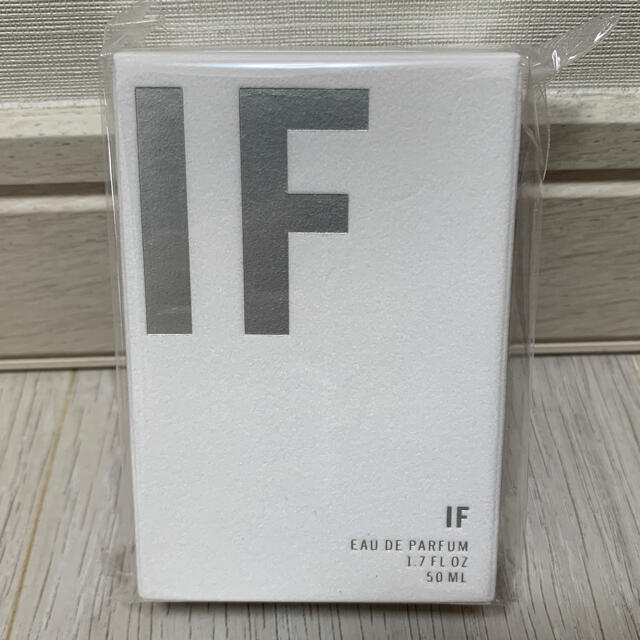 IF
IF
EAU DE PARFUM
1.7 FL OZ
50 ML